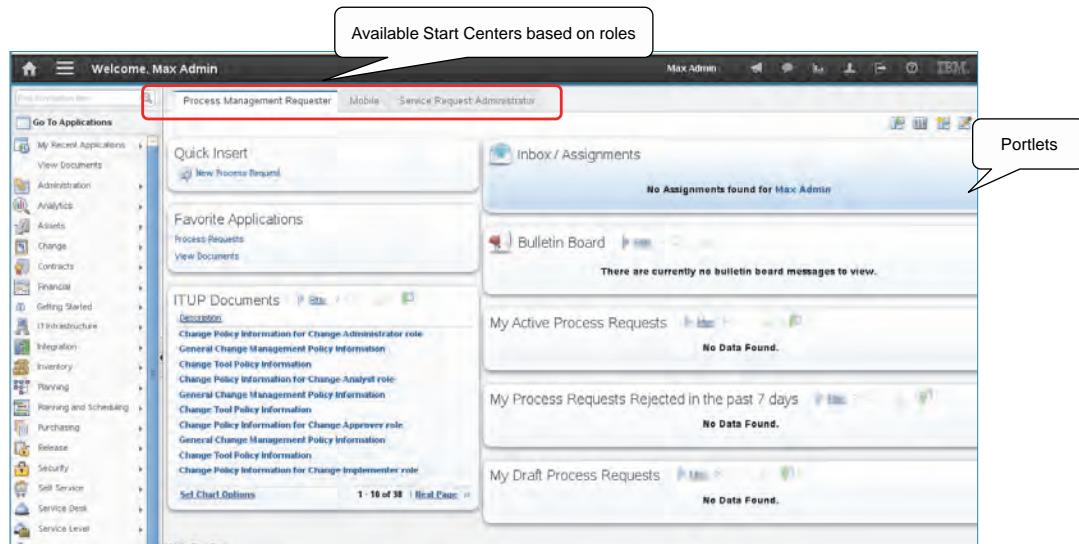 Available Start Centers based on roles
Welcome, Max Admin
Max Admin
IBM.
Process Management Requester
Mobile
Service Request Administrator
Portlets
Go To Applications
My Recent Applications
View Documents
Administration
Analytics
Assets
Change
Contracts
Financial
Getting Started
IT Infrastructure
Integration
Inventory
Planning
Planning and Scheduling
Purchasing
Release
Security
Self Service
Service Desk
Service Level
Quick Insert
New Process Request
Favorite Applications
Process Requests
View Documents
ITUP Documents
Description
Change Policy Information for Change Administrator role
General Change Management Policy Information
Change Tool Policy Information
Change Policy Information for Change Analyst role
General Change Management Policy Information
Change Tool Policy Information
Change Policy Information for Change Approver role
General Change Management Policy Information
Change Tool Policy Information
Change Policy Information for Change Implementer role
Set Chart Options
1 - 10 of 38
Next Page
Inbox / Assignments
No Assignments found for Max Admin
Bulletin Board
There are currently no bulletin board messages to view.
My Active Process Requests
No Data Found.
My Process Requests Rejected in the past 7 days
No Data Found.
My Draft Process Requests
No Data Found.